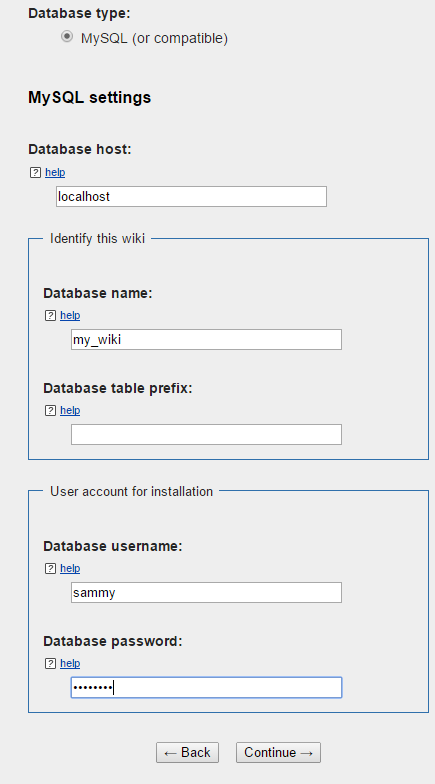 Database type:
MySQL (or compatible)
MySQL settings
Database host:
? help
localhost
Identify this wiki
Database name:
? help
my_wiki
Database table prefix:
? help
User account for installation
Database username:
? help
sammy
Database password:
? help
••••••••
← Back Continue →